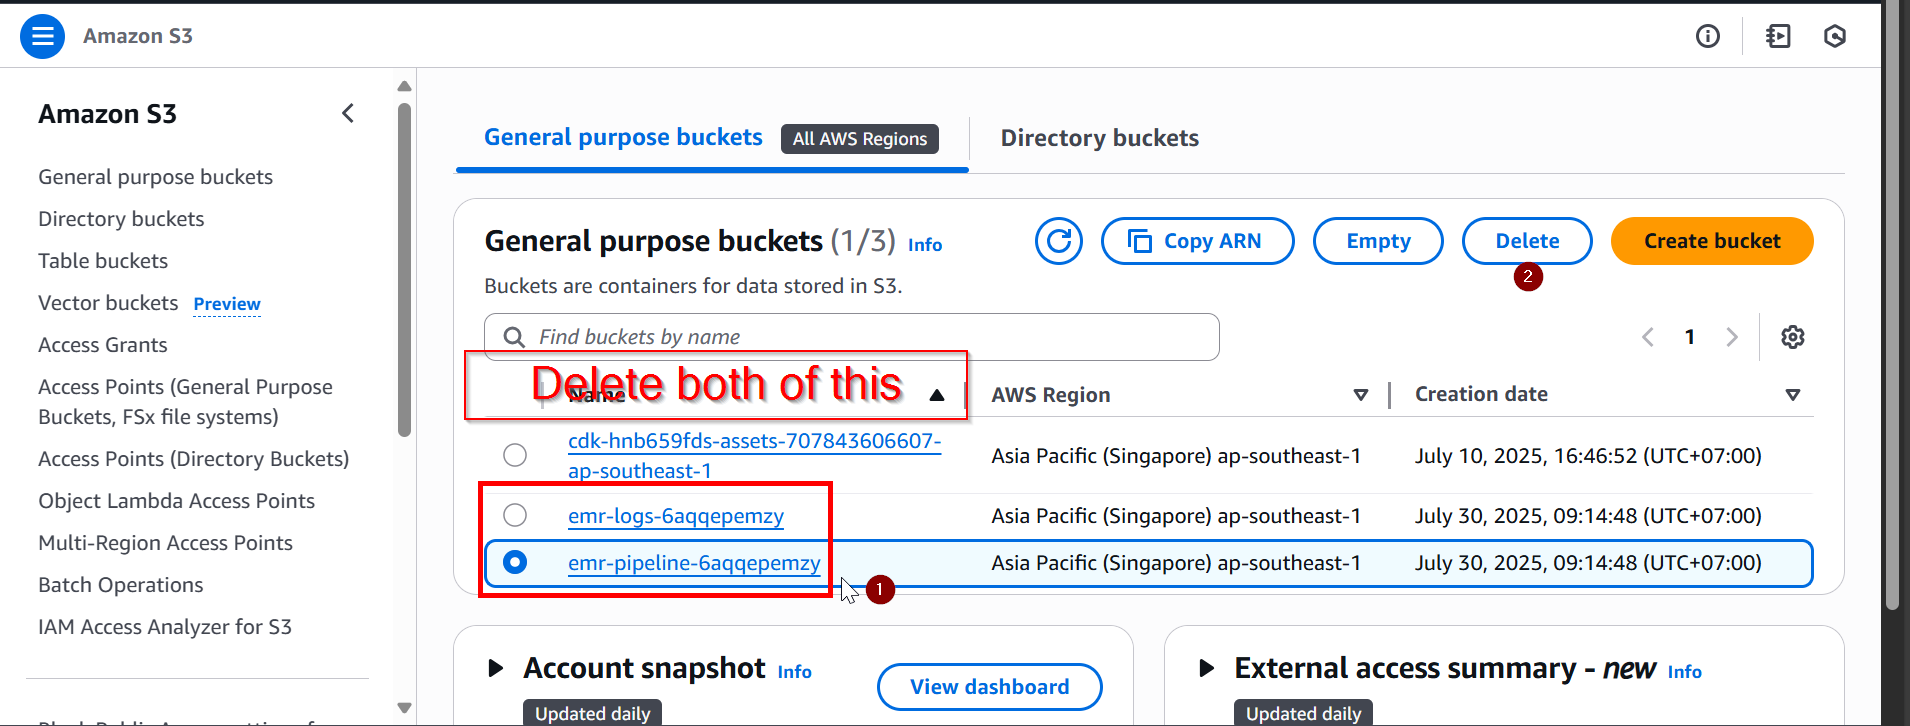 Amazon S3
Amazon S3
General purpose buckets
Directory buckets
Table buckets
Vector buckets Preview
Access Grants
Access Points (General Purpose
Buckets, FSx file systems)
Access Points (Directory Buckets)
Object Lambda Access Points
Multi-Region Access Points
Batch Operations
IAM Access Analyzer for S3
General purpose buckets All AWS Regions Directory buckets
General purpose buckets (1/3) Info
Copy ARN Empty Delete Create bucket
2
Buckets are containers for data stored in S3.
Find buckets by name
1
Delete both of this
Name AWS Region Creation date
cdk-hnb659fds-assets-707843606607-
ap-southeast-1 Asia Pacific (Singapore) ap-southeast-1 July 10, 2025, 16:46:52 (UTC+07:00)
emr-logs-6aqqepemzy Asia Pacific (Singapore) ap-southeast-1 July 30, 2025, 09:14:48 (UTC+07:00)
emr-pipeline-6aqqepemzy Asia Pacific (Singapore) ap-southeast-1 July 30, 2025, 09:14:48 (UTC+07:00)
1
Account snapshot Info
View dashboard
Updated daily
External access summary - new Info
Updated daily